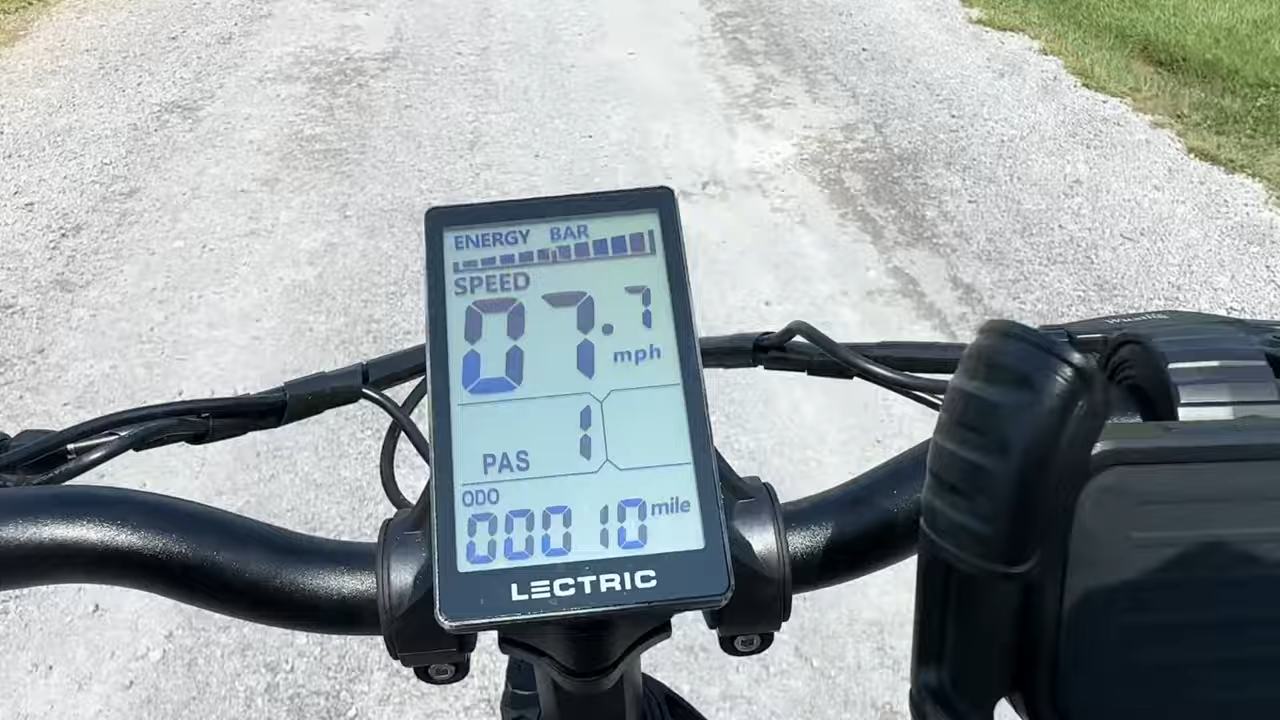 ENERGY BAR
SPEED
07.7
mph
1
PAS
ODO
00010 mile
LECTRIC